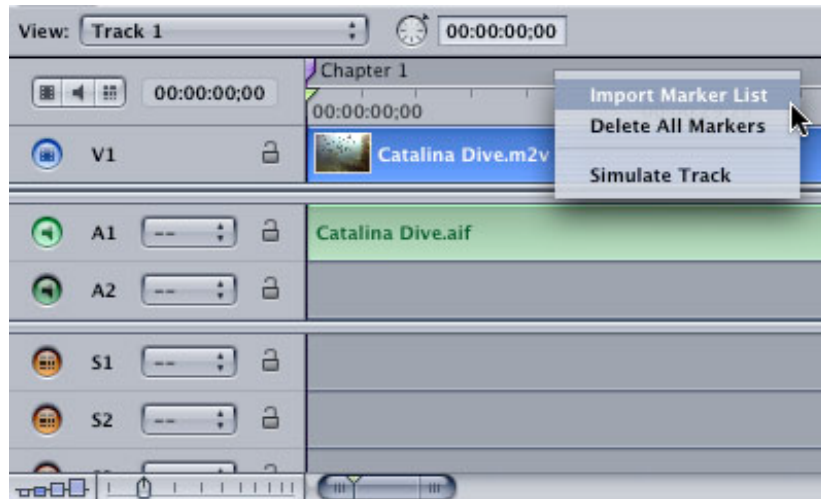 View: Track 1 00:00:00;00
Chapter 1
00:00:00;00 00:00:00;00
Import Marker List
Delete All Markers
Simulate Track
V1 Catalina Dive.m2v
A1 -- Catalina Dive.aif
A2 --
S1 --
S2 --